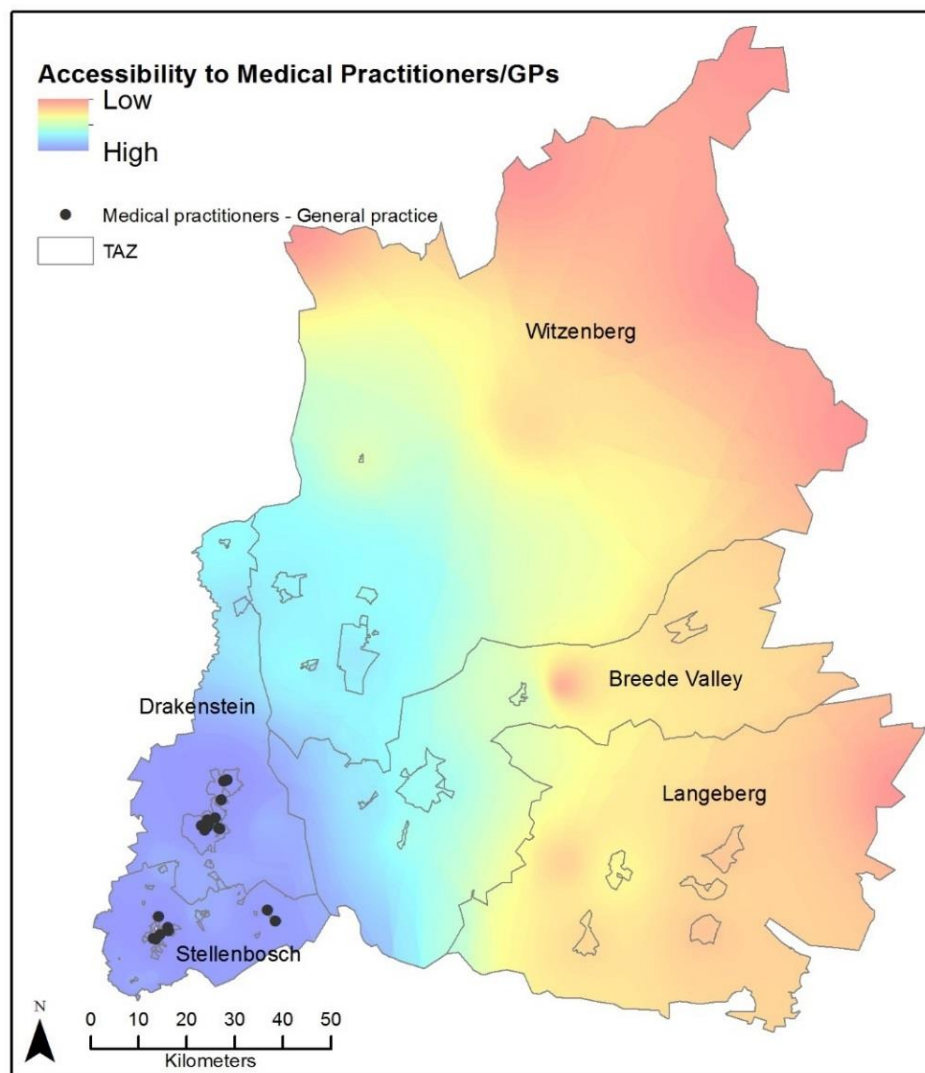 Accessibility to Medical Practitioners/GPs
Low
High
Medical practitioners - General practice
TAZ
Witzenberg
Breede Valley
Drakenstein
Langeberg
Stellenbosch
N
0 10 20 30 40 50
Kilometers